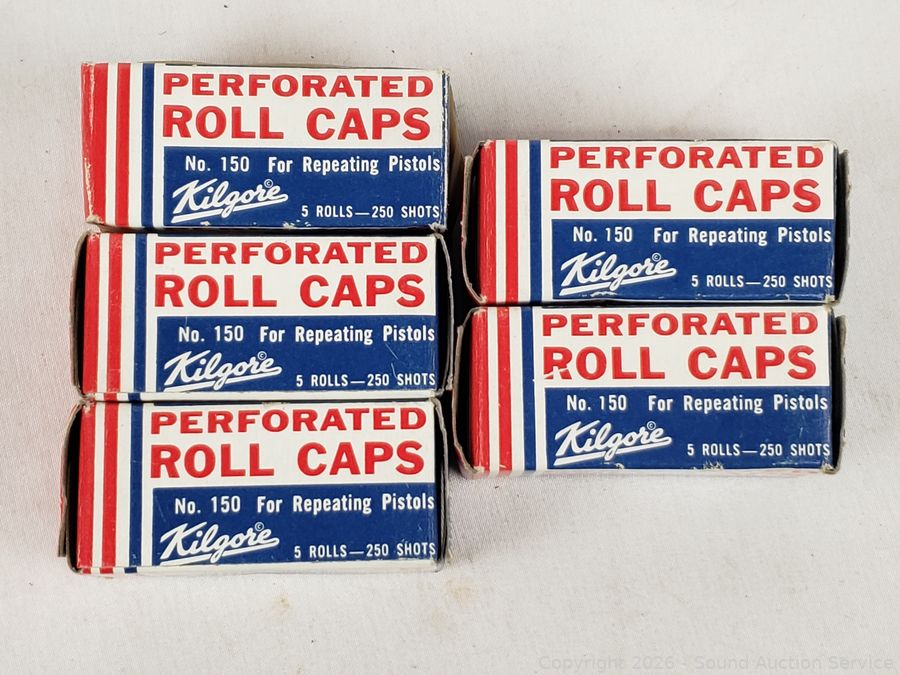 PERFORATED
ROLL CAPS
No. 150 For Repeating Pistols
Kilgore ©
5 ROLLS—250 SHOTS
PERFORATED
ROLL CAPS
No. 150 For Repeating Pistols
Kilgore ©
5 ROLLS—250 SHOTS
PERFORATED
ROLL CAPS
No. 150 For Repeating Pistols
Kilgore ©
5 ROLLS—250 SHOTS
PERFORATED
ROLL CAPS
No. 150 For Repeating Pistols
Kilgore ©
5 ROLLS—250 SHOTS
PERFORATED
ROLL CAPS
No. 150 For Repeating Pistols
Kilgore ©
5 ROLLS—250 SHOTS
Copyright 2026 - Sound Auction Service